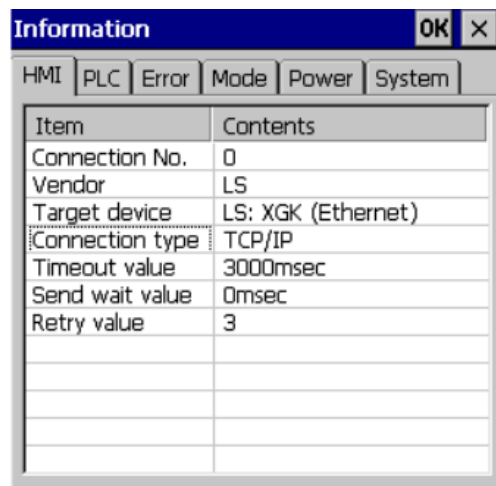 Information OK ×
HMI PLC Error Mode Power System
Item Contents
Connection No. 0
Vendor LS
Target device LS: XGK (Ethernet)
Connection type TCP/IP
Timeout value 3000msec
Send wait value 0msec
Retry value 3